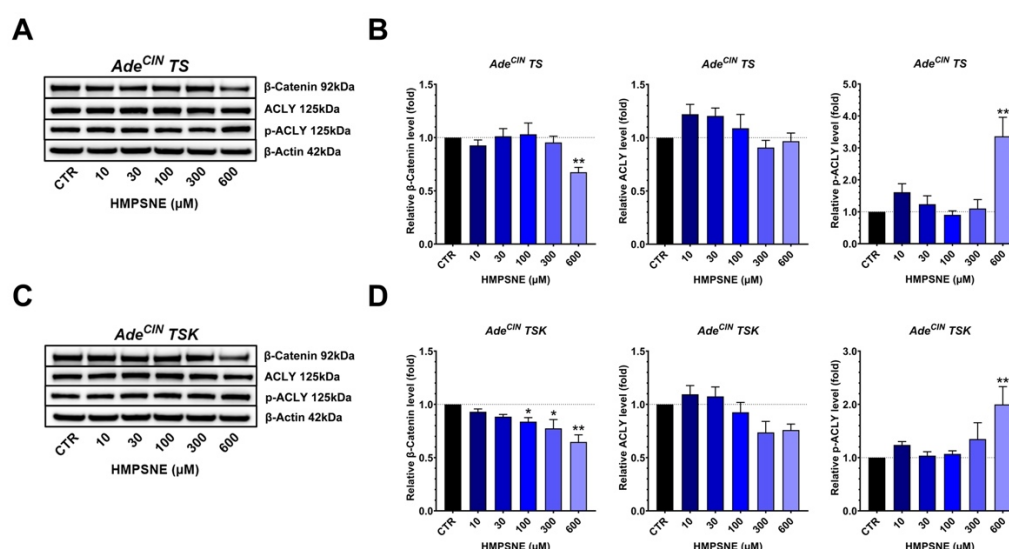 A
Ade^CIN TS
β-Catenin 92kDa
ACLY 125kDa
p-ACLY 125kDa
β-Actin 42kDa
CTR 10 30 100 300 600
HMPSNE (µM)
B
Ade^CIN TS
Relative β-Catenin level (fold)
1.5
1.0
0.5
0.0
**
CTR 10 30 100 300 600
HMPSNE (µM)
Ade^CIN TS
Relative ACLY level (fold)
1.5
1.0
0.5
0.0
CTR 10 30 100 300 600
HMPSNE (µM)
Ade^CIN TS
Relative p-ACLY level (fold)
5.0
4.0
3.0
2.0
1.0
0.0
**
CTR 10 30 100 300 600
HMPSNE (µM)
C
Ade^CIN TSK
β-Catenin 92kDa
ACLY 125kDa
p-ACLY 125kDa
β-Actin 42kDa
CTR 10 30 100 300 600
HMPSNE (µM)
D
Ade^CIN TSK
Relative β-Catenin level (fold)
1.5
1.0
0.5
0.0
* * **
CTR 10 30 100 300 600
HMPSNE (µM)
Ade^CIN TSK
Relative ACLY level (fold)
1.5
1.0
0.5
0.0
CTR 10 30 100 300 600
HMPSNE (µM)
Ade^CIN TSK
Relative p-ACLY level (fold)
3.0
2.0
1.0
0.0
**
CTR 10 30 100 300 600
HMPSNE (µM)